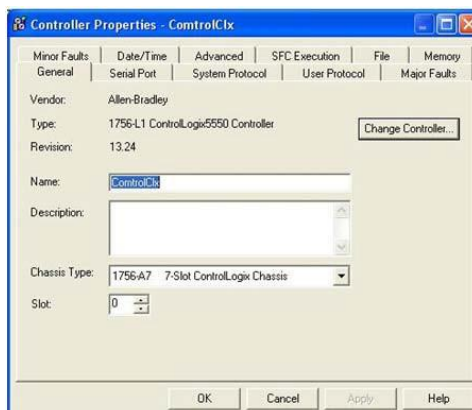 Controller Properties - ComtrolClx
Minor Faults Date/Time Advanced SFC Execution File Memory
General Serial Port System Protocol User Protocol Major Faults
Vendor: Allen-Bradley
Type: 1756-L1 ControlLogix5550 Controller Change Controller...
Revision: 13.24
Name: ComtrolClx
Description:
Chassis Type: 1756-A7 7-Slot ControlLogix Chassis
Slot: 0
OK Cancel Apply Help